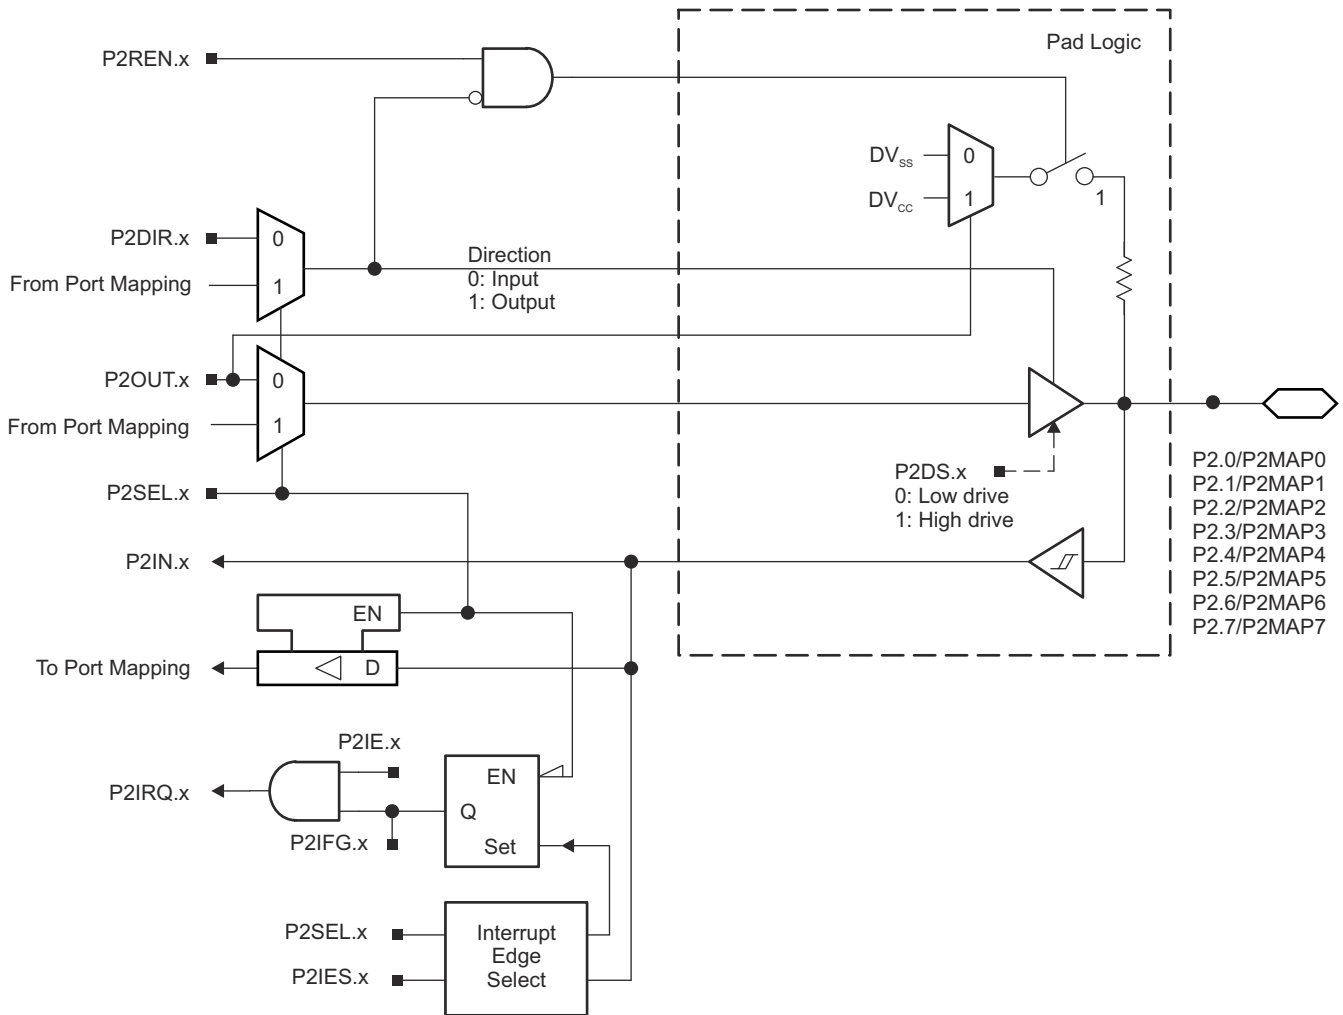 Pad Logic
P2REN.x
DVSS
0
DVCC
1
1
P2DIR.x
0
From Port Mapping
1
Direction
0: Input
1: Output
P2OUT.x
0
From Port Mapping
1
P2SEL.x
P2DS.x
0: Low drive
1: High drive
P2.0/P2MAP0
P2.1/P2MAP1
P2.2/P2MAP2
P2.3/P2MAP3
P2.4/P2MAP4
P2.5/P2MAP5
P2.6/P2MAP6
P2.7/P2MAP7
P2IN.x
EN
To Port Mapping
D
P2IE.x
EN
P2IRQ.x
Q
P2IFG.x
Set
P2SEL.x
P2IES.x
Interrupt
Edge
Select